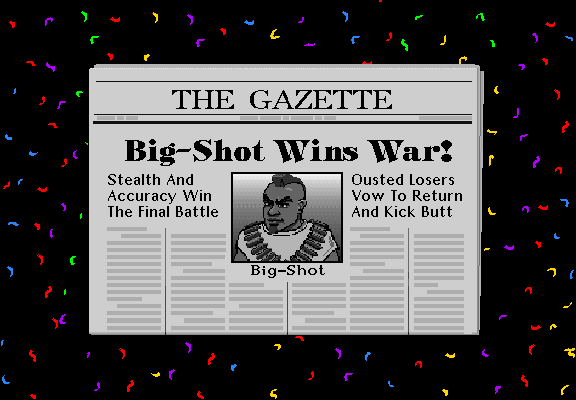 THE GAZETTE
Big-Shot Wins War!
Stealth And
Accuracy Win
The Final Battle
Ousted Losers
Vow To Return
And Kick Butt
Big-Shot